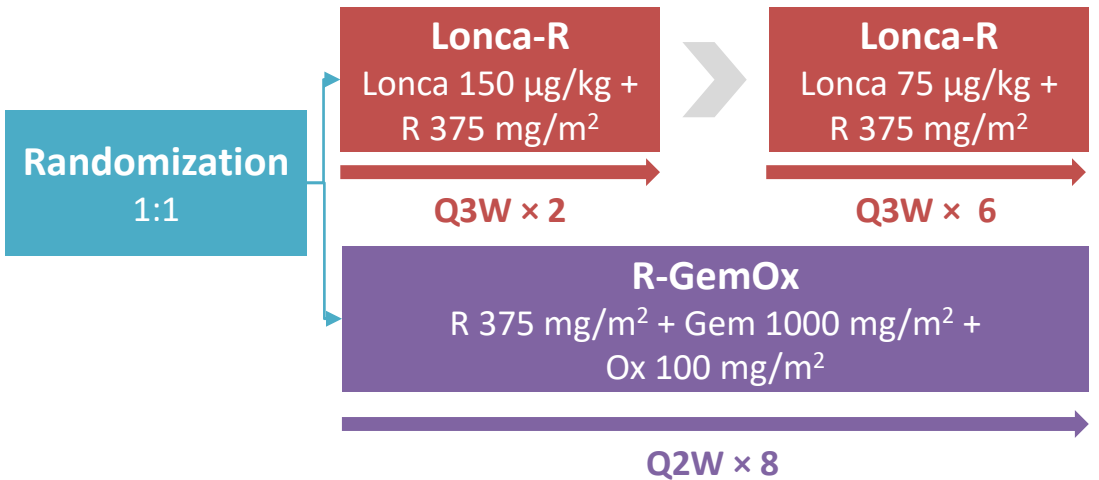 Randomization
1:1
Lonca-R
Lonca 150 µg/kg +
R 375 mg/m²
Q3W × 2
Lonca-R
Lonca 75 µg/kg +
R 375 mg/m²
Q3W × 6
R-GemOx
R 375 mg/m² + Gem 1000 mg/m² +
Ox 100 mg/m²
Q2W × 8